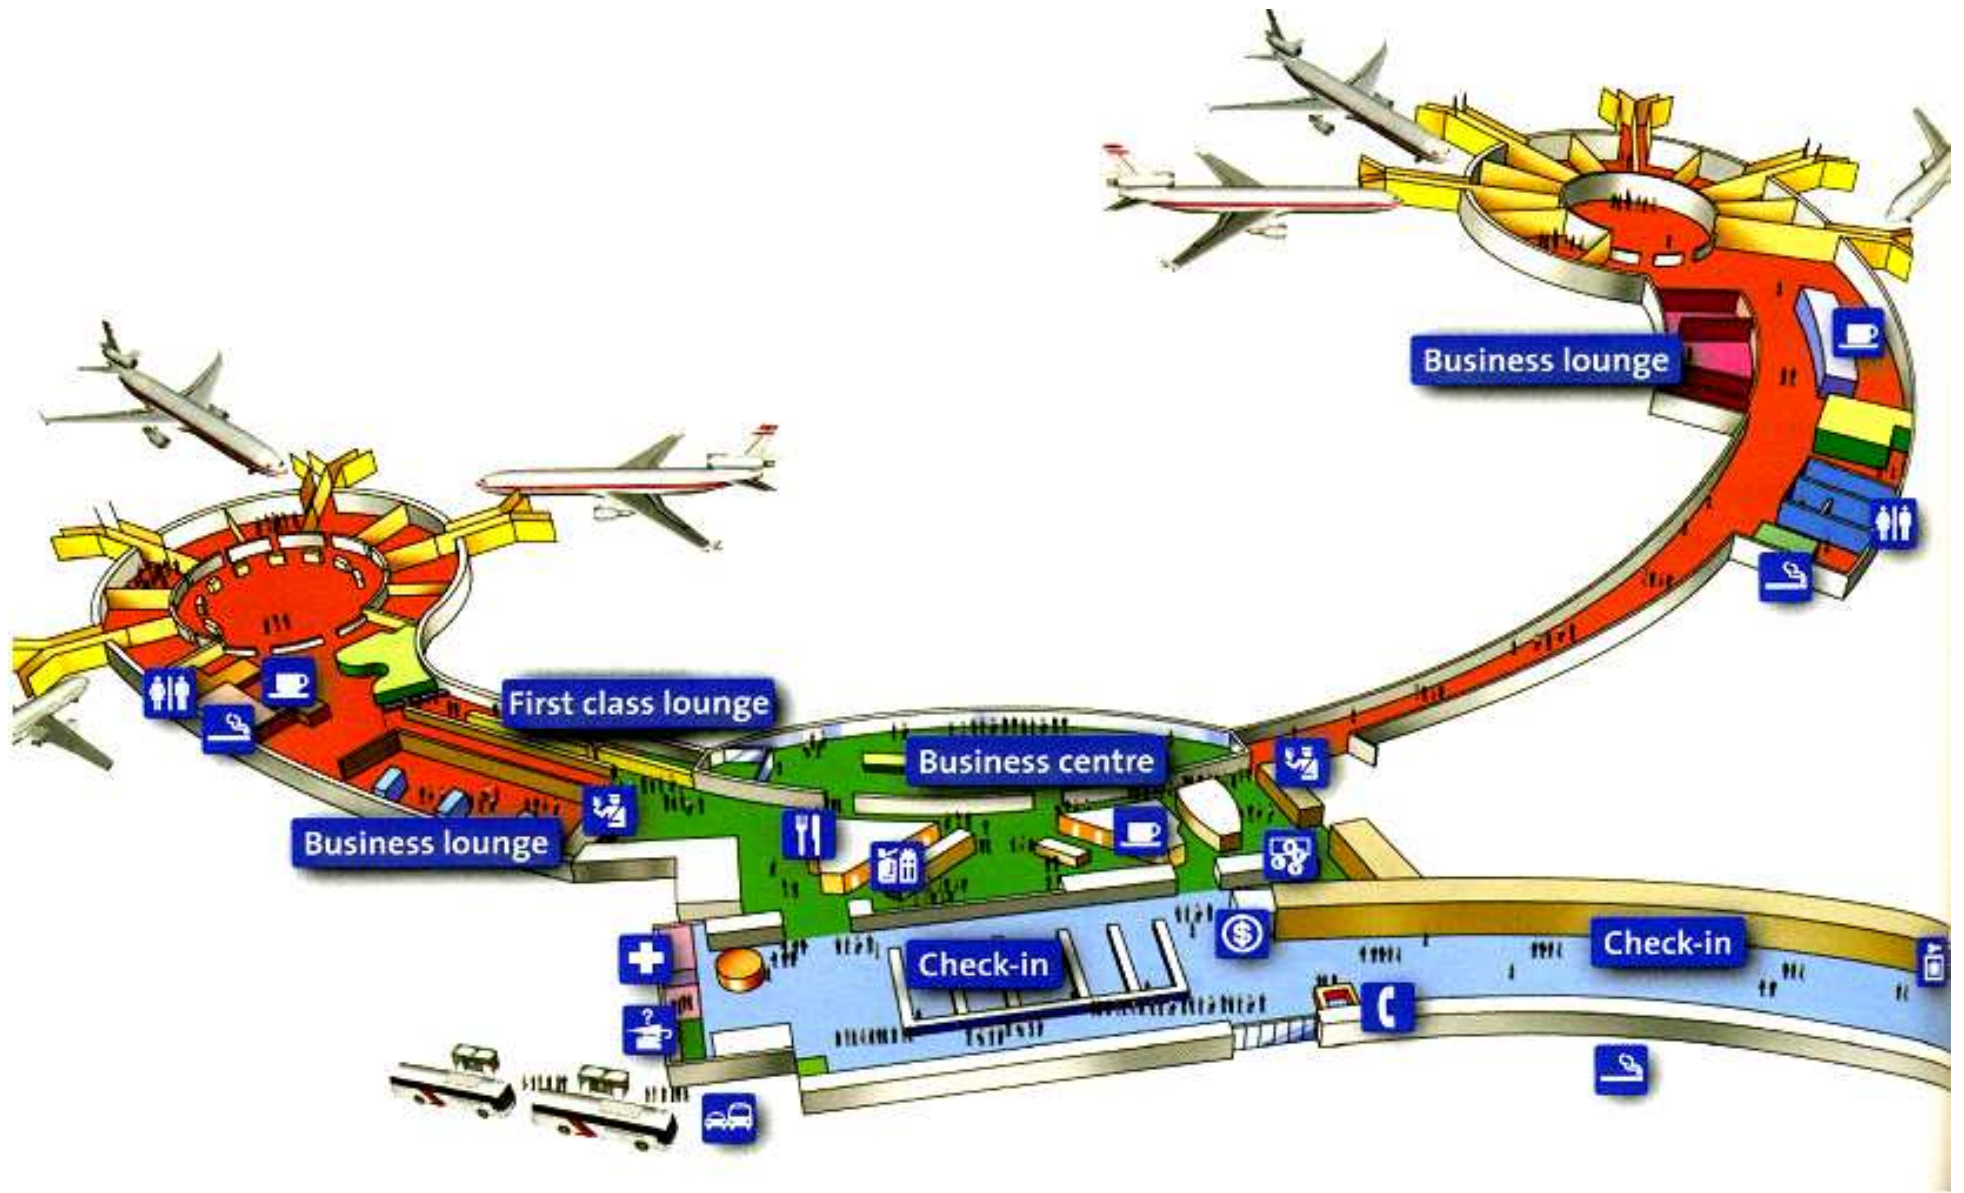 Business lounge
First class lounge
Business centre
Business lounge
Check-in
Check-in
$
?